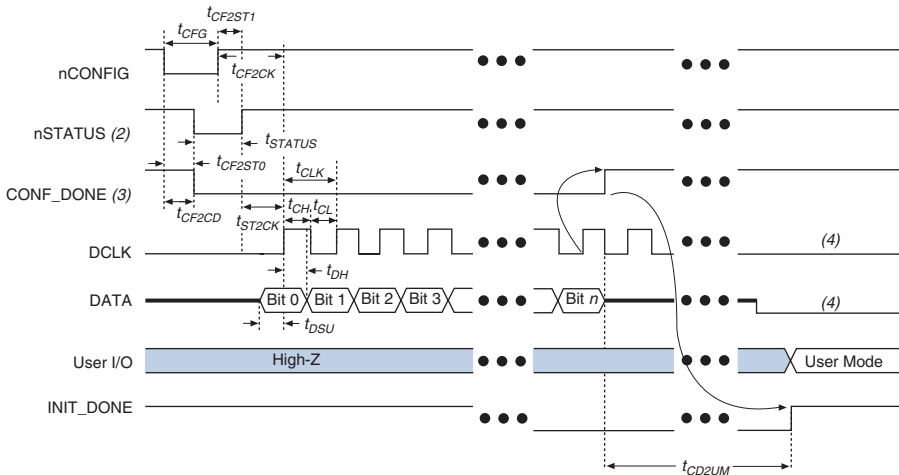 tCF2ST1
tCFG
tCF2CK
nCONFIG
nSTATUS (2)
tSTATUS
tCF2ST0
tCLK
CONF_DONE (3)
tCF2CD
tST2CK
tCH
tCL
DCLK
(4)
tDH
DATA
Bit 0
Bit 1
Bit 2
Bit 3
Bit n
(4)
tDSU
User I/O
High-Z
User Mode
INIT_DONE
tCD2UM